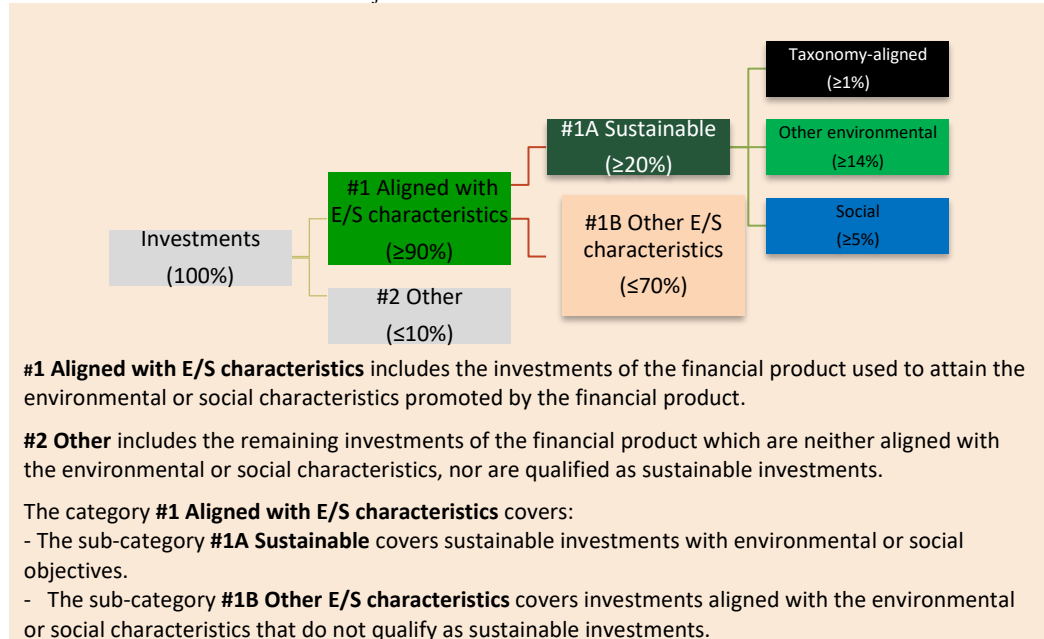 Taxonomy-aligned
(≥1%)
#1A Sustainable
(≥20%)
Other environmental
(≥14%)
#1 Aligned with
E/S characteristics
(≥90%)
#1B Other E/S
characteristics
(≤70%)
Social
(≥5%)
Investments
(100%)
#2 Other
(≤10%)
#1 Aligned with E/S characteristics includes the investments of the financial product used to attain the
environmental or social characteristics promoted by the financial product.
#2 Other includes the remaining investments of the financial product which are neither aligned with
the environmental or social characteristics, nor are qualified as sustainable investments.
The category #1 Aligned with E/S characteristics covers:
- The sub-category #1A Sustainable covers sustainable investments with environmental or social
objectives.
- The sub-category #1B Other E/S characteristics covers investments aligned with the environmental
or social characteristics that do not qualify as sustainable investments.